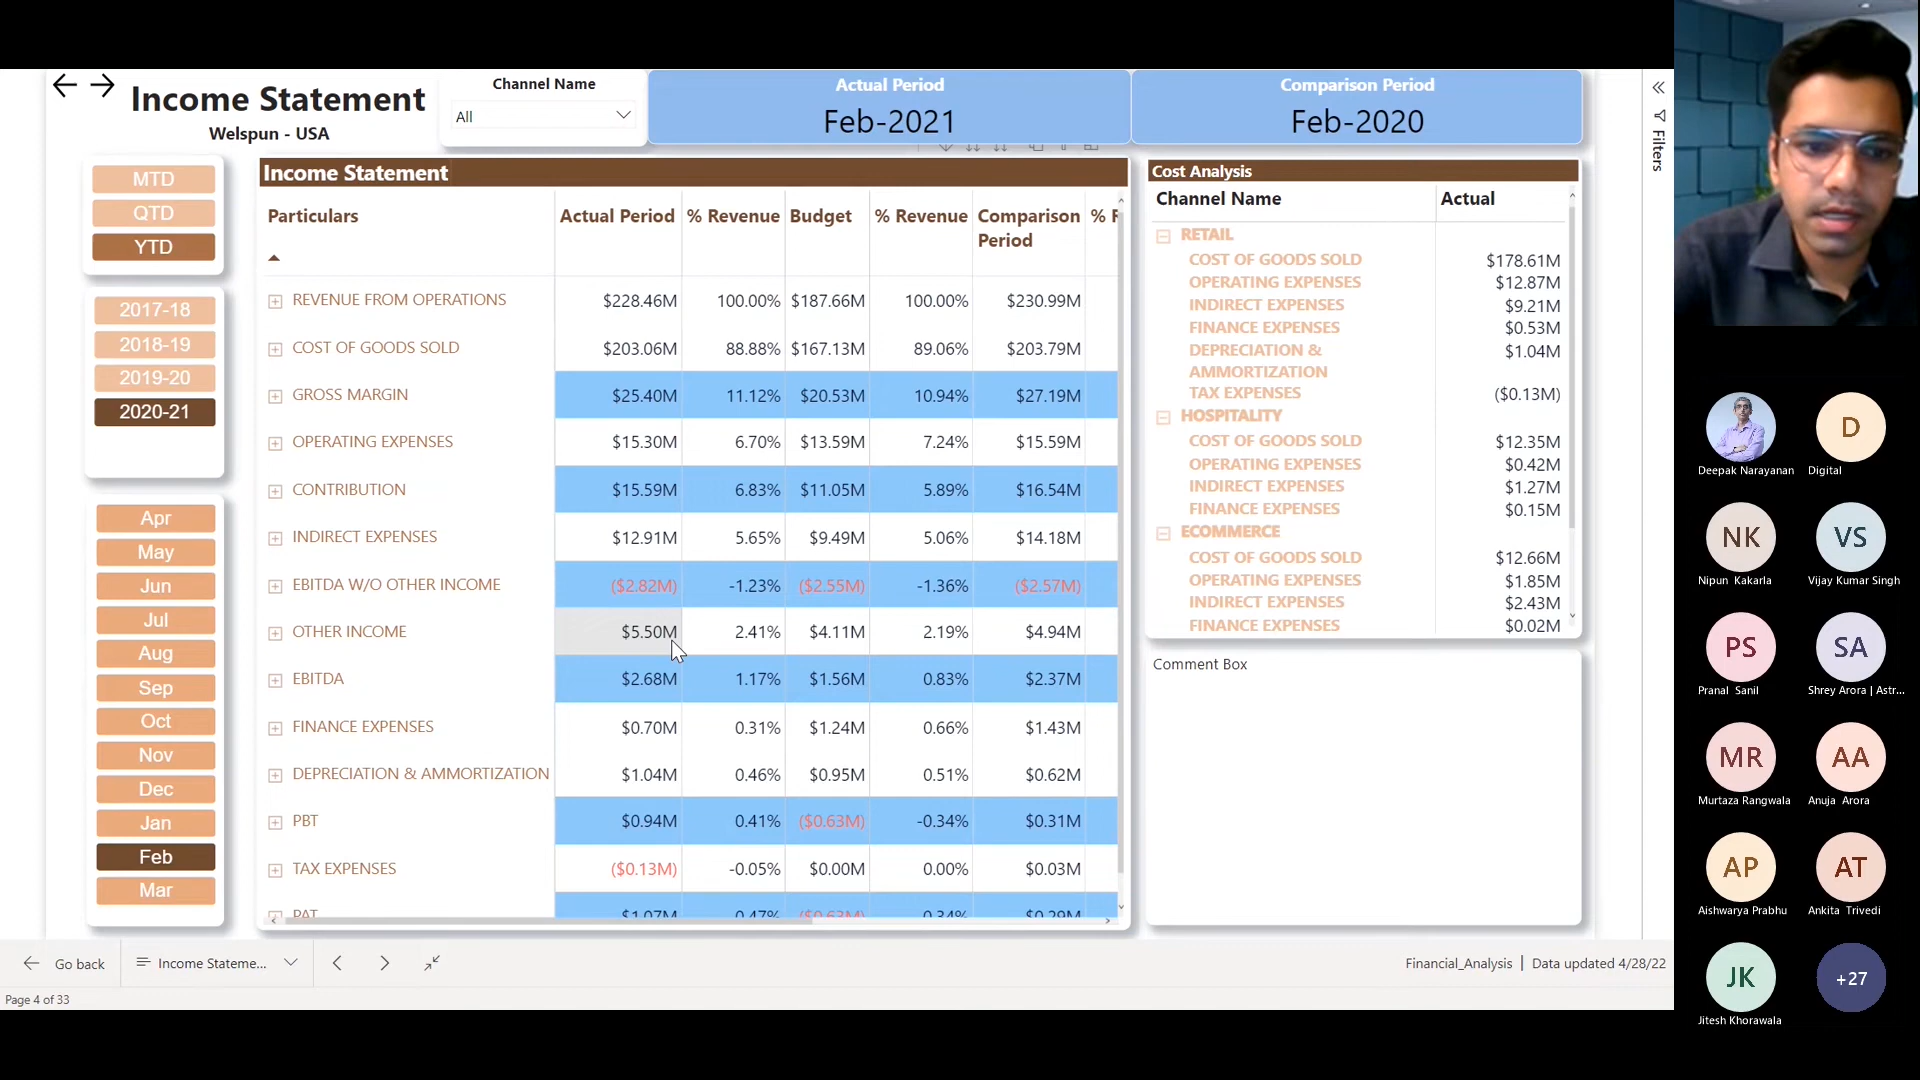 Income Statement
Welspun - USA
Channel Name
All
Actual Period
Feb-2021
Comparison Period
Feb-2020
Filters
MTD
QTD
YTD
2017-18
2018-19
2019-20
2020-21
Apr
May
Jun
Jul
Aug
Sep
Oct
Nov
Dec
Jan
Feb
Mar
Income Statement
Particulars Actual Period % Revenue Budget % Revenue Comparison Period
REVENUE FROM OPERATIONS $228.46M 100.00% $187.66M 100.00% $230.99M
COST OF GOODS SOLD $203.06M 88.88% $167.13M 89.06% $203.79M
GROSS MARGIN $25.40M 11.12% $20.53M 10.94% $27.19M
OPERATING EXPENSES $15.30M 6.70% $13.59M 7.24% $15.59M
CONTRIBUTION $15.59M 6.83% $11.05M 5.89% $16.54M
INDIRECT EXPENSES $12.91M 5.65% $9.49M 5.06% $14.18M
EBITDA W/O OTHER INCOME ($2.82M) -1.23% ($2.55M) -1.36% ($2.57M)
OTHER INCOME $5.50M 2.41% $4.11M 2.19% $4.94M
EBITDA $2.68M 1.17% $1.56M 0.83% $2.37M
FINANCE EXPENSES $0.70M 0.31% $1.24M 0.66% $1.43M
DEPRECIATION & AMMORTIZATION $1.04M 0.46% $0.95M 0.51% $0.62M
PBT $0.94M 0.41% ($0.63M) -0.34% $0.31M
TAX EXPENSES ($0.13M) -0.05% $0.00M 0.00% $0.03M
PAT $1.07M 0.47%
Cost Analysis
Channel Name Actual
RETAIL
COST OF GOODS SOLD $178.61M
OPERATING EXPENSES $12.87M
INDIRECT EXPENSES $9.21M
FINANCE EXPENSES $0.53M
DEPRECIATION & $1.04M
AMMORTIZATION
TAX EXPENSES ($0.13M)
HOSPITALITY
COST OF GOODS SOLD $12.35M
OPERATING EXPENSES $0.42M
INDIRECT EXPENSES $1.27M
FINANCE EXPENSES $0.15M
ECOMMERCE
COST OF GOODS SOLD $12.66M
OPERATING EXPENSES $1.85M
INDIRECT EXPENSES $2.43M
FINANCE EXPENSES $0.02M
Comment Box
Go back
Income Stateme...
Financial_Analysis | Data updated 4/28/22
Page 4 of 33
Deepak Narayanan
D
Digital
NK
Nipun Kakarla
VS
Vijay Kumar Singh
PS
Pranal Sanil
SA
Shrey Arora | Astr...
MR
Murtaza Rangwala
AA
Anuja Arora
AP
Aishwarya Prabhu
AT
Ankita Trivedi
JK
Jitesh Khorawala
+27